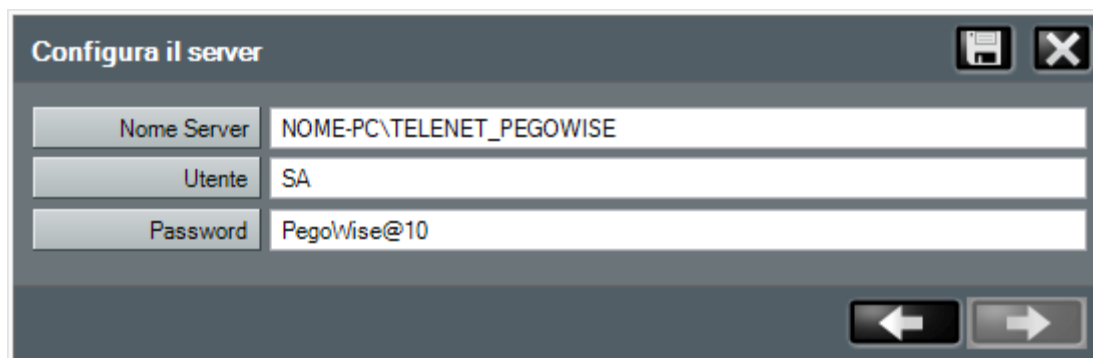 Configura il server
Nome Server NOME-PC\TELENET_PEGOWISE
Utente SA
Password PegoWise@10